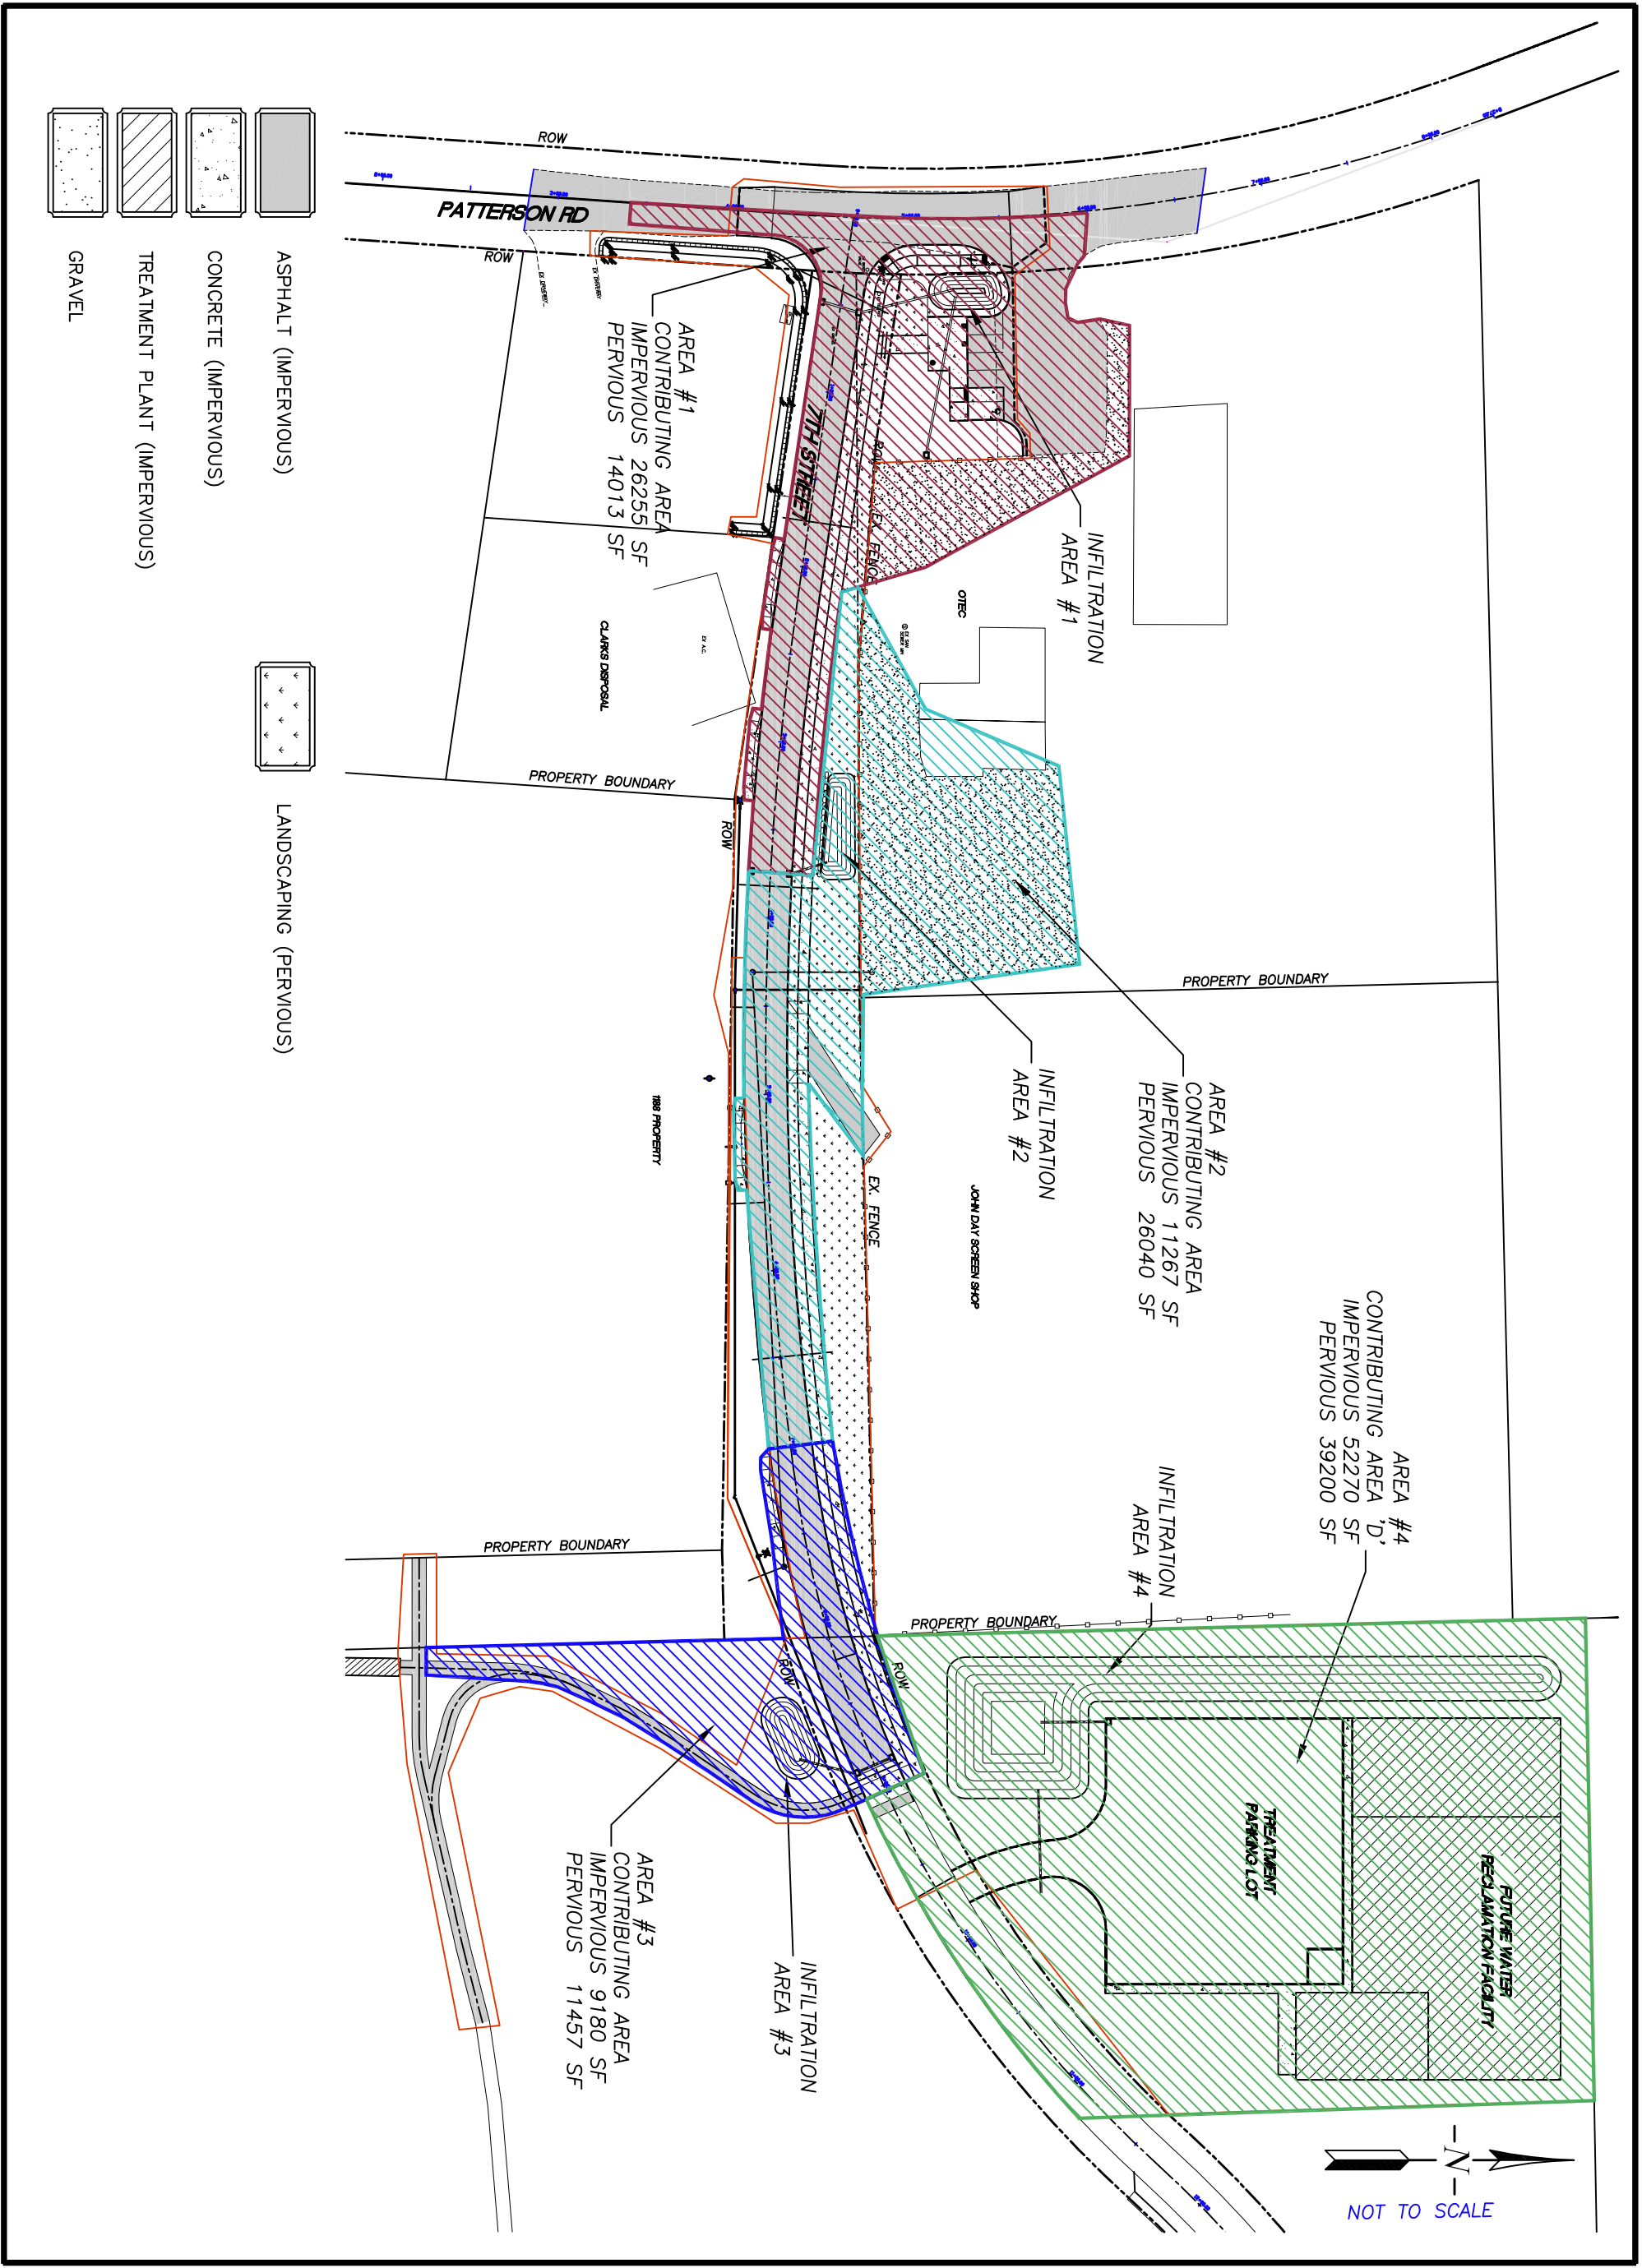 ROW
PATTERSON RD
ROW
7TH STREET
ROW
EX. FENCE
AREA #1
CONTRIBUTING AREA
IMPERVIOUS 26255 SF
PERVIOUS 14013 SF
INFILTRATION
AREA #1
OTEC
EX A.C.
CLARKS DISPOSAL
PROPERTY BOUNDARY
ROW
PROPERTY BOUNDARY
AREA #2
CONTRIBUTING AREA
IMPERVIOUS 11267 SF
PERVIOUS 26040 SF
INFILTRATION
AREA #2
1188 PROPERTY
EX. FENCE
JOHN DAY SCREEN SHOP
AREA #4
CONTRIBUTING AREA 'D'
IMPERVIOUS 52270 SF
PERVIOUS 39200 SF
INFILTRATION
AREA #4
PROPERTY BOUNDARY
PROPERTY BOUNDARY
ROW
ROW
TREATMENT
PARKING LOT
FUTURE WATER
RECLAMATION FACILITY
AREA #3
CONTRIBUTING AREA
IMPERVIOUS 9180 SF
PERVIOUS 11457 SF
INFILTRATION
AREA #3
ASPHALT (IMPERVIOUS)
CONCRETE (IMPERVIOUS)
TREATMENT PLANT (IMPERVIOUS)
GRAVEL
LANDSCAPING (PERVIOUS)
N
NOT TO SCALE